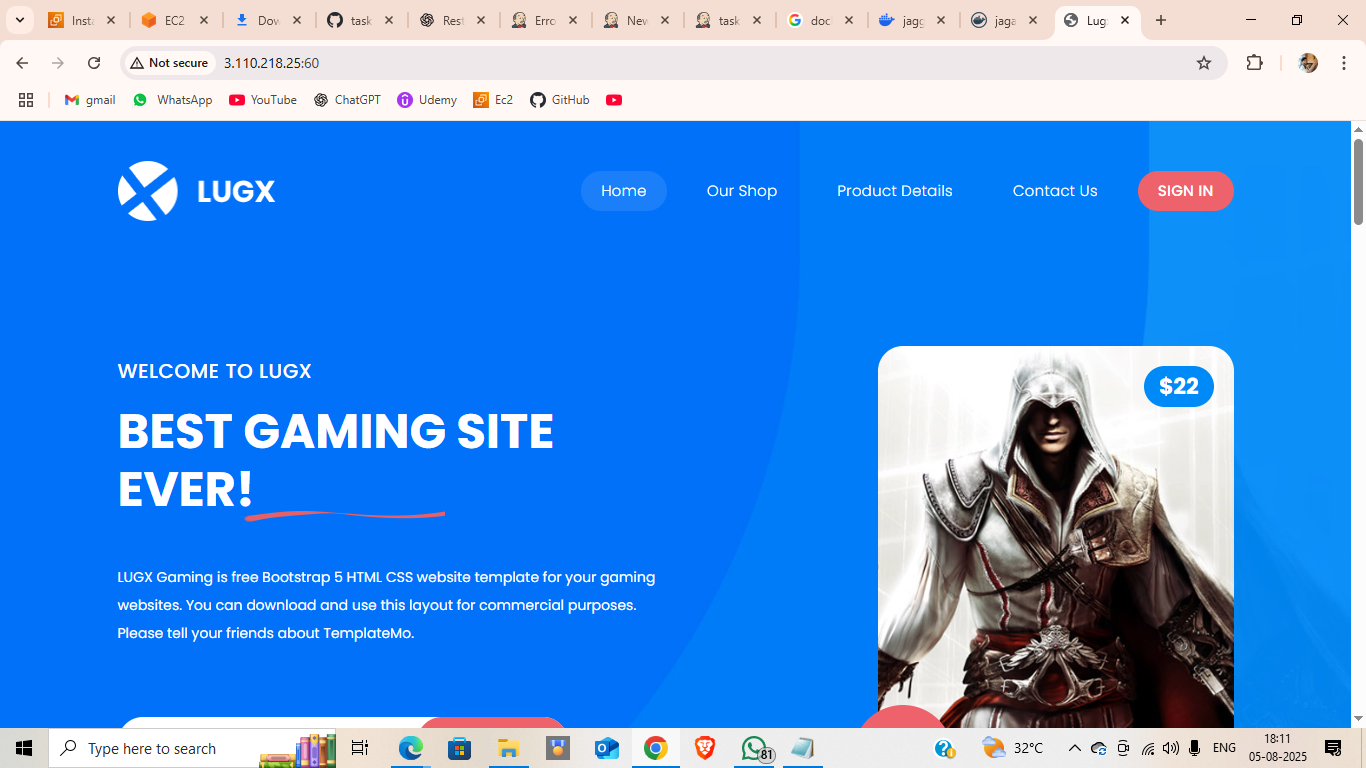 Insta
EC2
Dow
task
Rest
Erro
New
task
doc
jagg
jaga
Lug
Not secure
3.110.218.25:60
gmail
WhatsApp
YouTube
ChatGPT
Udemy
Ec2
GitHub
LUGX
Home
Our Shop
Product Details
Contact Us
SIGN IN
WELCOME TO LUGX
BEST GAMING SITE
EVER!
$22
LUGX Gaming is free Bootstrap 5 HTML CSS website template for your gaming
websites. You can download and use this layout for commercial purposes.
Please tell your friends about TemplateMo.
Type here to search
81
32°C
ENG
18:11
05-08-2025